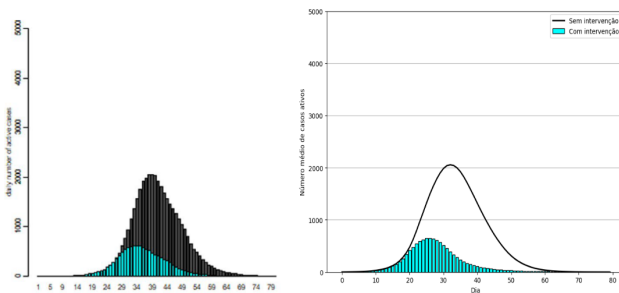 daily number of active cases
5000
4000
3000
2000
1000
0
1 5 9 14 19 24 29 34 39 44 49 54 59 64 69 74 79
Número médio de casos ativos
5000
4000
3000
2000
1000
0
0 10 20 30 40 50 60 70 80
Dia
Sem intervenção
Com intervenção